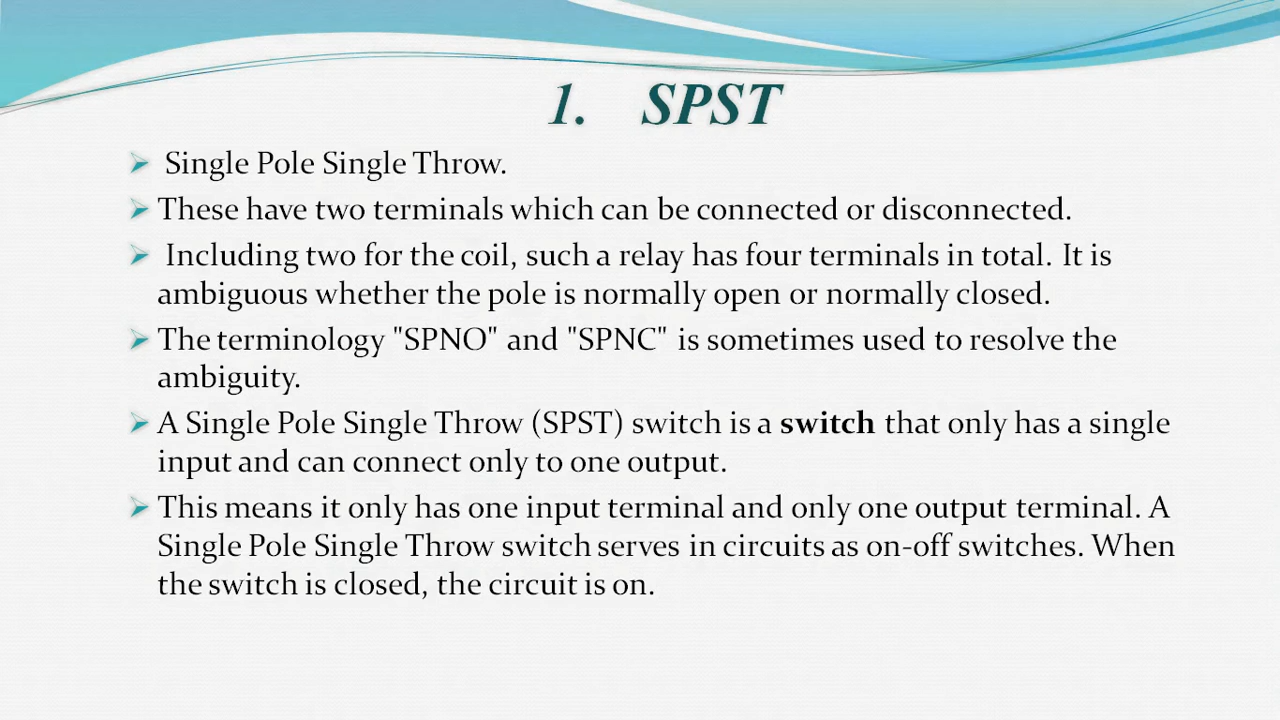 1. SPST
➢ Single Pole Single Throw.
➢ These have two terminals which can be connected or disconnected.
➢ Including two for the coil, such a relay has four terminals in total. It is
ambiguous whether the pole is normally open or normally closed.
➢ The terminology "SPNO" and "SPNC" is sometimes used to resolve the
ambiguity.
➢ A Single Pole Single Throw (SPST) switch is a switch that only has a single
input and can connect only to one output.
➢ This means it only has one input terminal and only one output terminal. A
Single Pole Single Throw switch serves in circuits as on-off switches. When
the switch is closed, the circuit is on.